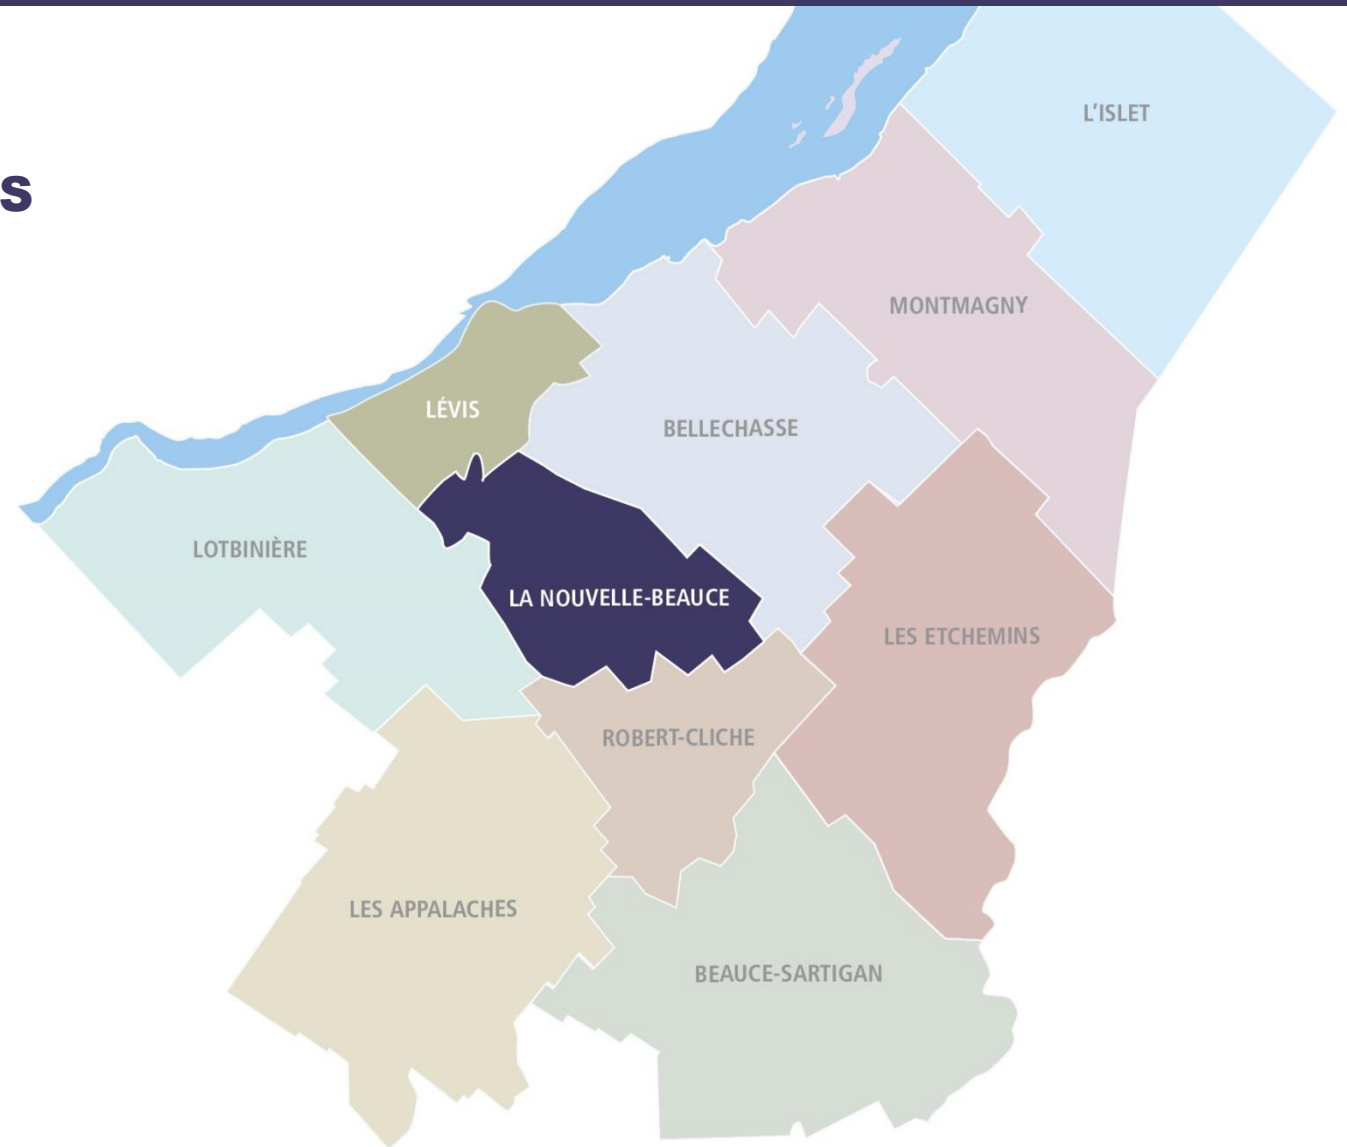 s
L'ISLET
MONTMAGNY
LÉVIS
BELLECHASSE
LOTBINIÈRE
LA NOUVELLE-BEAUCE
LES ETCHEMINS
ROBERT-CLICHE
LES APPALACHES
BEAUCE-SARTIGAN